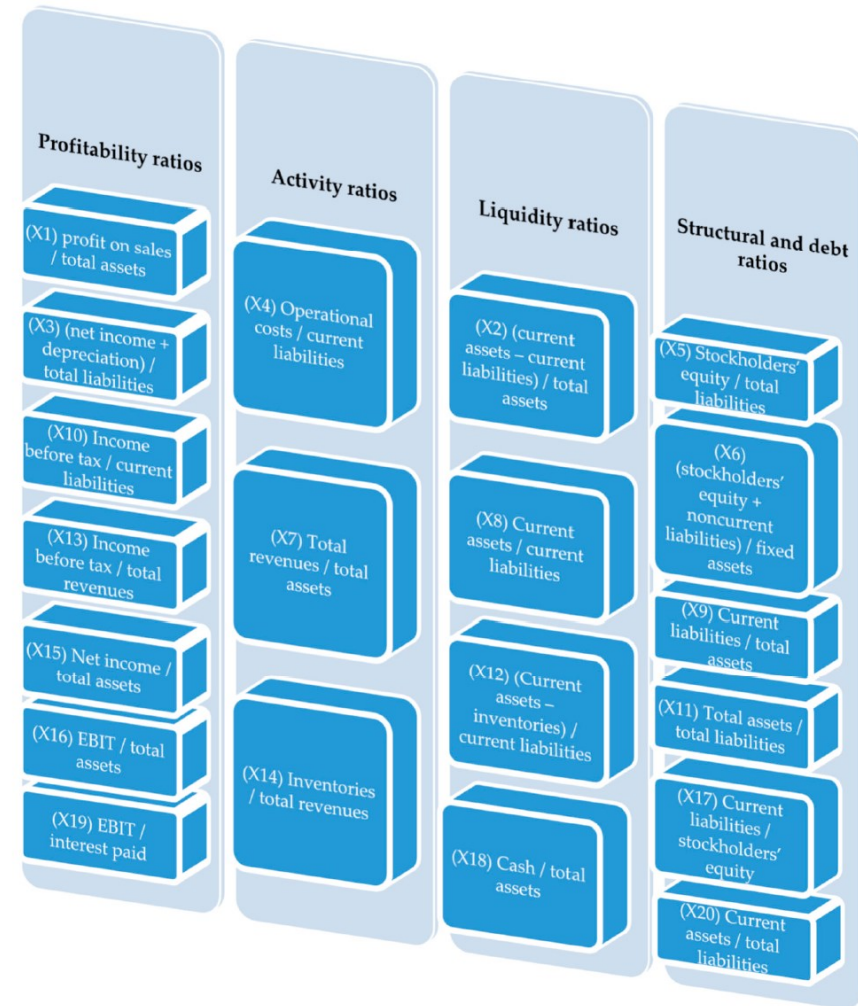 Profitability ratios
(X1) profit on sales
/ total assets
(X3) (net income +
depreciation) /
total liabilities
(X10) Income
before tax / current
liabilities
(X13) Income
before tax / total
revenues
(X15) Net income /
total assets
(X16) EBIT / total
assets
(X19) EBIT /
interest paid
Activity ratios
(X4) Operational
costs / current
liabilities
(X7) Total
revenues / total
assets
(X14) Inventories
/ total revenues
Liquidity ratios
(X2) (current
assets – current
liabilities) / total
assets
(X8) Current
assets / current
liabilities
(X12) (Current
assets –
inventories) /
current liabilities
(X18) Cash / total
assets
Structural and debt
ratios
(X5) Stockholders’
equity / total
liabilities
(X6)
(stockholders’
equity +
noncurrent
liabilities) / fixed
assets
(X9) Current
liabilities / total
assets
(X11) Total assets /
total liabilities
(X17) Current
liabilities /
stockholders’
equity
(X20) Current
assets / total
liabilities